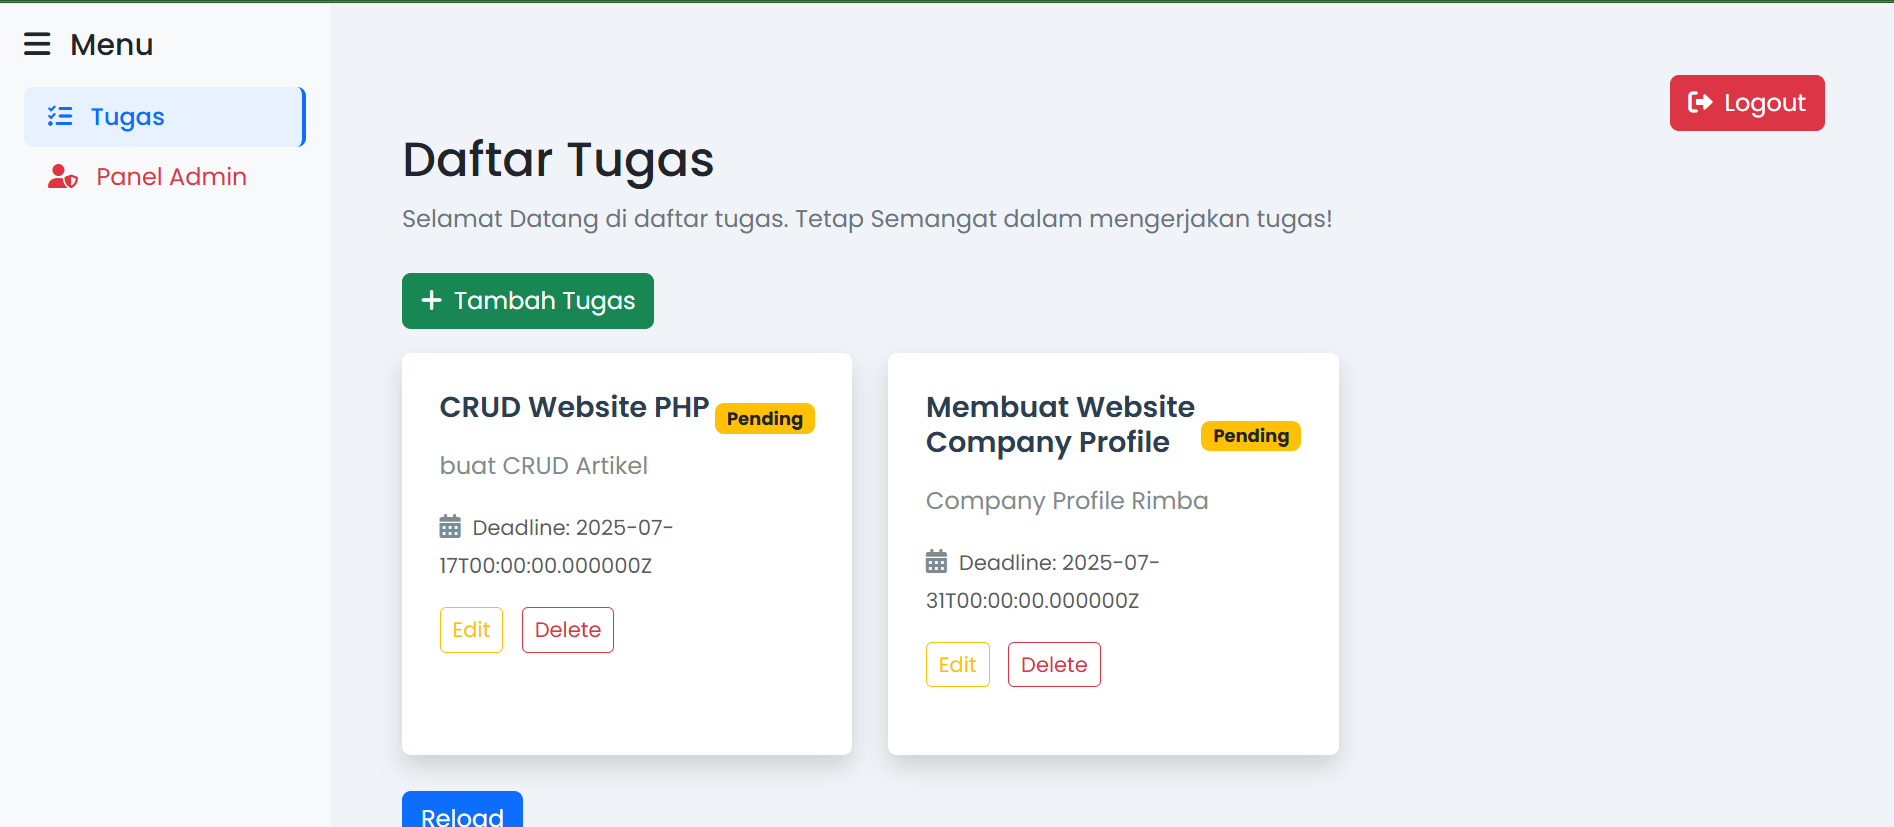 Menu
Tugas
Panel Admin
Logout
Daftar Tugas
Selamat Datang di daftar tugas. Tetap Semangat dalam mengerjakan tugas!
Tambah Tugas
CRUD Website PHP
Pending
buat CRUD Artikel
Deadline: 2025-07-
17T00:00:00.000000Z
Edit
Delete
Membuat Website
Company Profile
Pending
Company Profile Rimba
Deadline: 2025-07-
31T00:00:00.000000Z
Edit
Delete
Reload